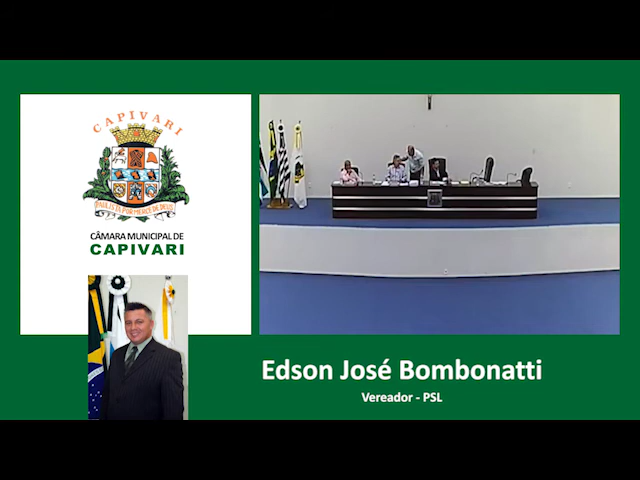 CAPIVARI
PAULISTA POR MERCÊ DE DEUS
CÂMARA MUNICIPAL DE
CAPIVARI
Edson José Bombonatti
Vereador - PSL